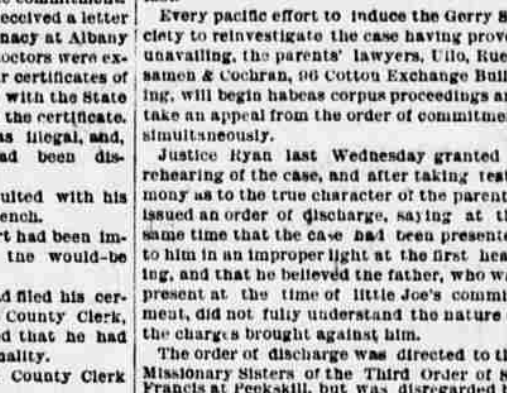 eceived a letter
nacy at Albany
octors were ex-
r certificates of
with the State
the certificate.
as illegal, and,
ad been dis-
ulted with his
ench.
rt had been im-
the would-be
d filed his cer-
County Clerk,
d that he had
nality.
County Clerk
Every pacific effort to induce the Gerry S
ciety to reinvestigate the case having prov
unavailing, the parents' lawyers, Ullo, Rue
samen & Cochran, 96 Cotton Exchange Buil
ing, will begin habeas corpus proceedings a
take an appeal from the order of commitme
simultaneously.
Justice Ryan last Wednesday granted
rehearing of the case, and after taking test
mony as to the true character of the parent
issued an order of discharge, saying at t
same time that the case had been presente
to him in an improper light at the first hea
ing, and that he believed the father, who w
present at the time of little Joe's commi
ment, did not fully understand the nature
the charges brought against him.
The order of discharge was directed to t
Missionary Sisters of the Third Order of S
Francis at Peekskill, but was disregarded b